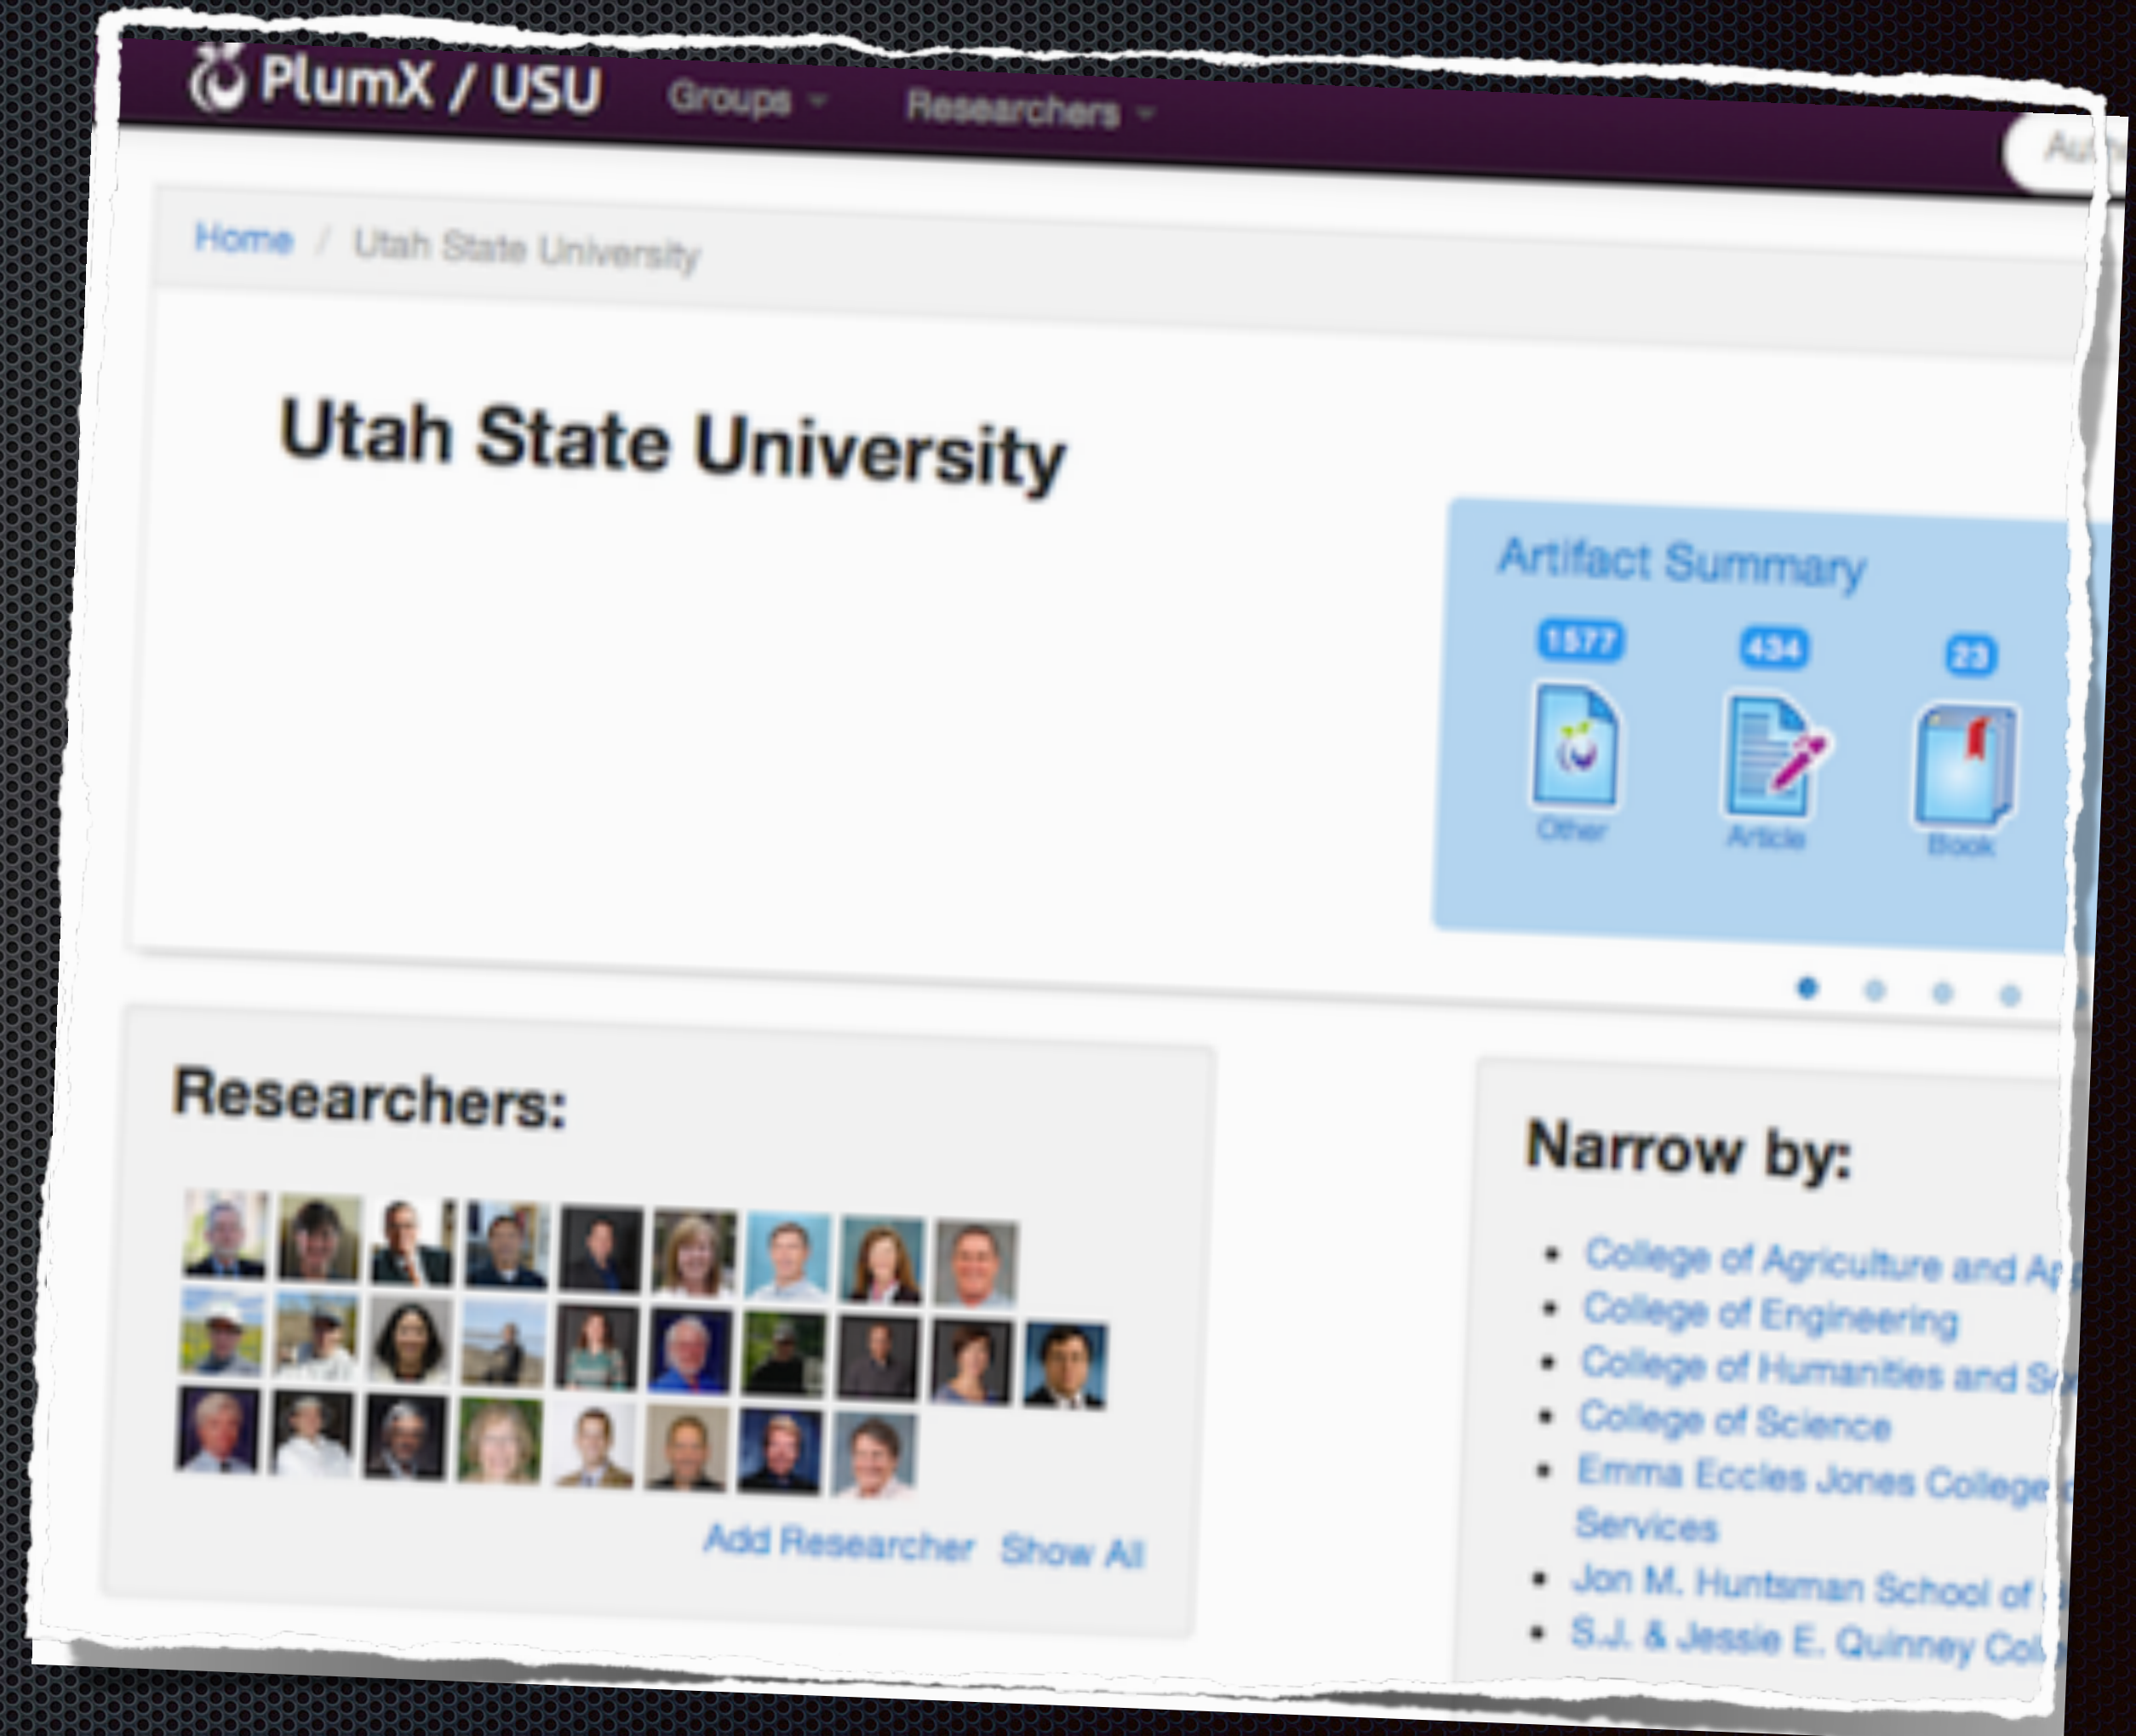 PlumX / USU Groups Researchers
Home / Utah State University
Utah State University
Artifact Summary
1577 434 23
Other Article Book
Researchers:
Add Researcher Show All
Narrow by:
College of Agriculture and
College of Engineering
College of Humanities and
College of Science
Emma Eccles Jones College
Services
Jon M. Huntsman School of
S.J. & Jessie E. Quinney